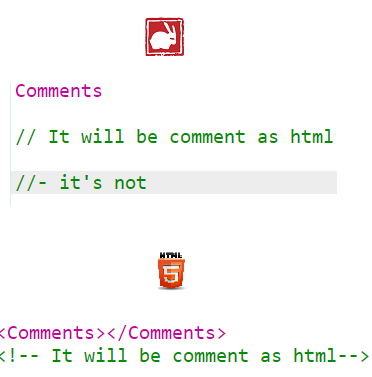 Comments
// It will be comment as html
//- it's not
HTML
5
<Comments></Comments>
<!-- It will be comment as html-->